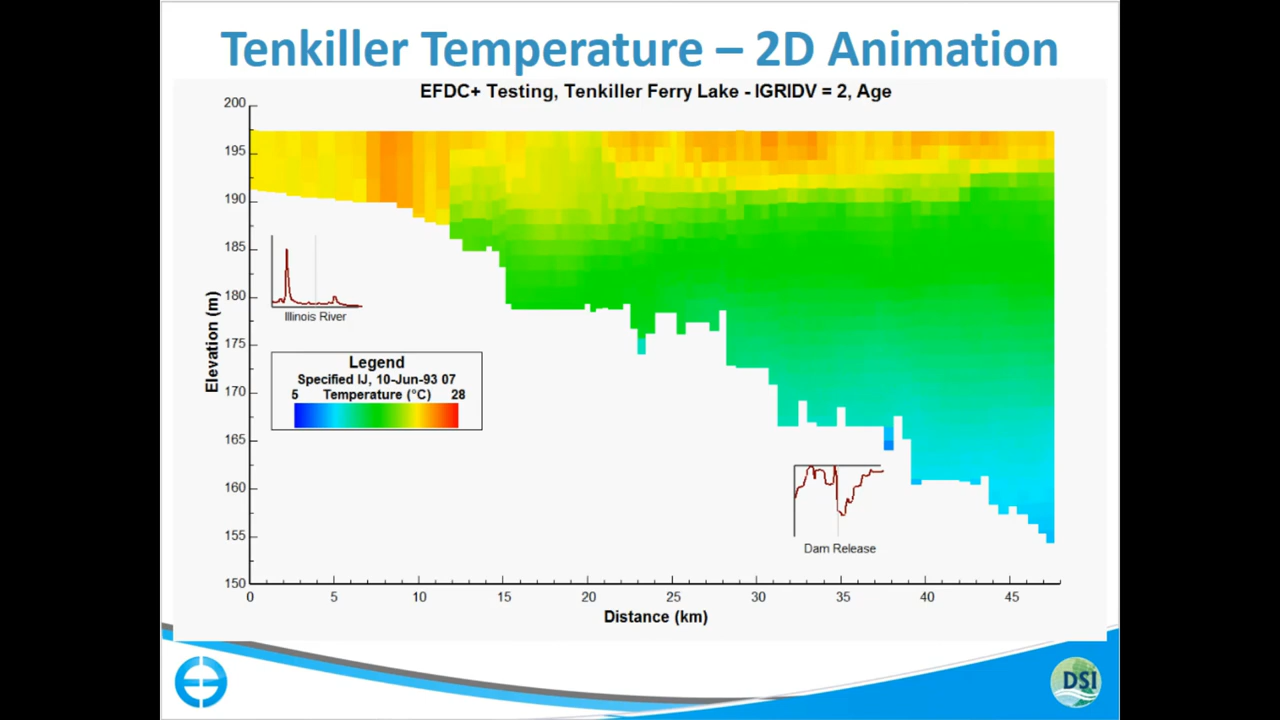 Tenkiller Temperature – 2D Animation
EFDC+ Testing, Tenkiller Ferry Lake - IGRIDV = 2, Age
200
195
190
185
180
175
170
165
160
155
150
Elevation (m)
Illinois River
Legend
Specified IJ, 10-Jun-93 07
5 Temperature (°C) 28
Dam Release
0 5 10 15 20 25 30 35 40 45
Distance (km)
DSI